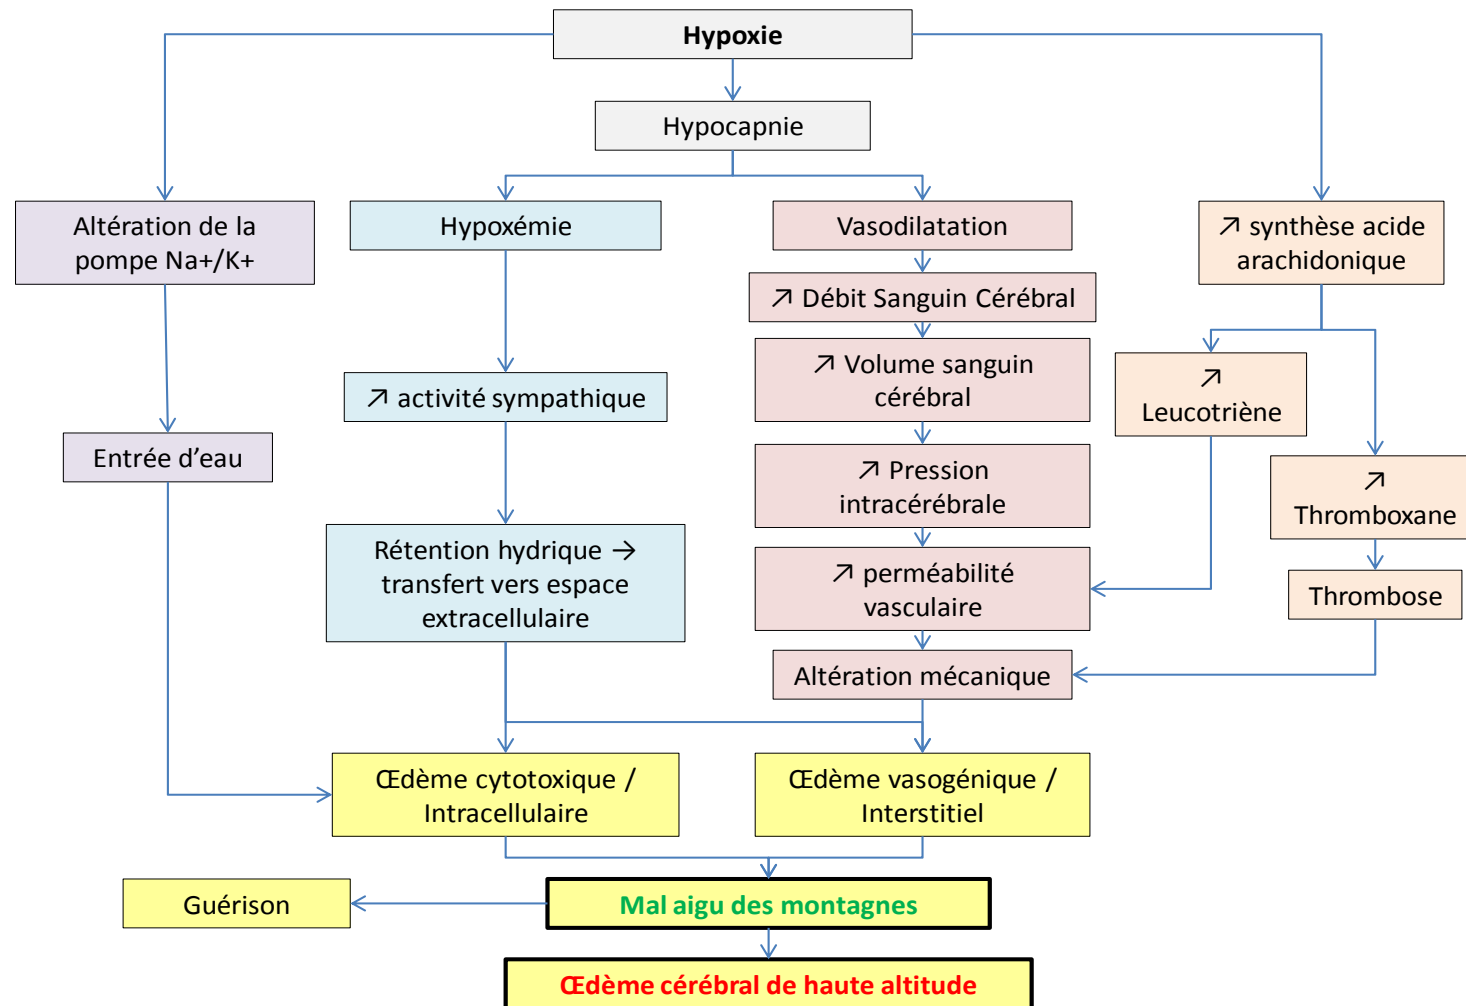 Hypoxie
Hypocapnie
Altération de la
pompe Na+/K+
Hypoxémie
Vasodilatation
↗ synthèse acide
arachidonique
↗ Débit Sanguin Cérébral
↗ Volume sanguin
cérébral
↗
Leucotriène
↗ activité sympathique
Entrée d’eau
↗ Pression
intracérébrale
↗
Thromboxane
Rétention hydrique →
transfert vers espace
extracellulaire
↗ perméabilité
vasculaire
Thrombose
Altération mécanique
Œdème cytotoxique /
Intracellulaire
Œdème vasogénique /
Interstitiel
Guérison
Mal aigu des montagnes
Œdème cérébral de haute altitude